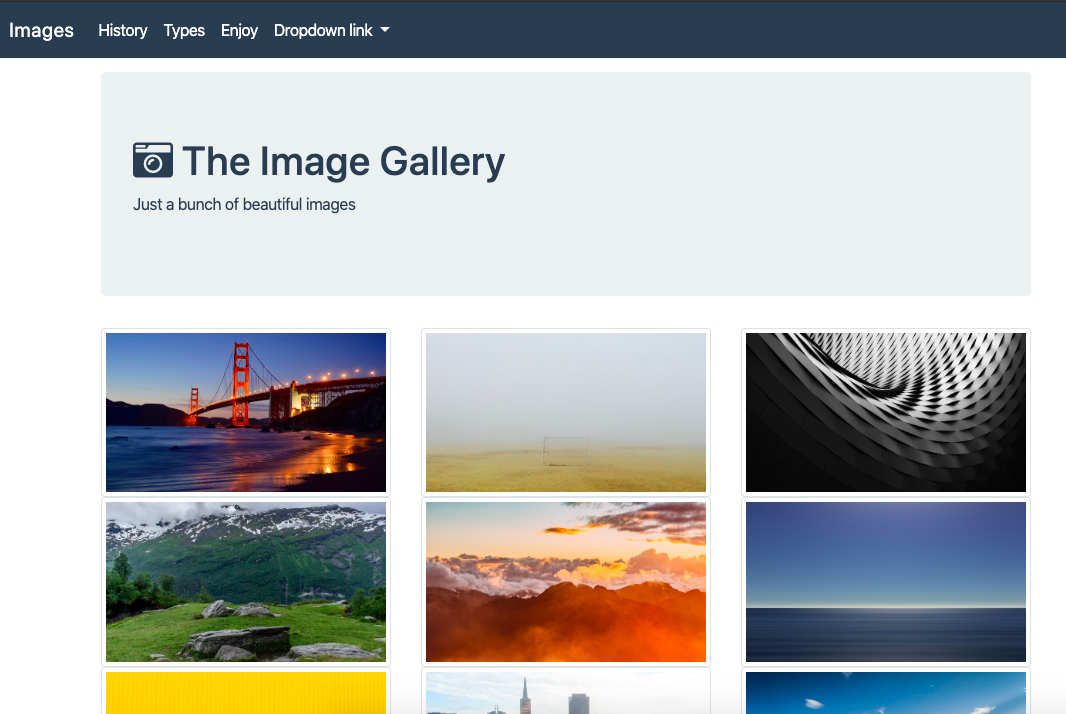 Images History Types Enjoy Dropdown link
The Image Gallery
Just a bunch of beautiful images